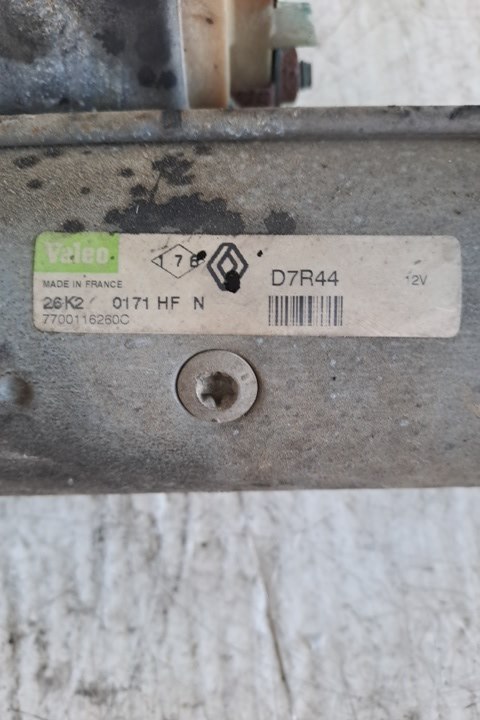 Valeo
176
D7R44
12V
MADE IN FRANCE
26K2 0171 HF N
7700116260C